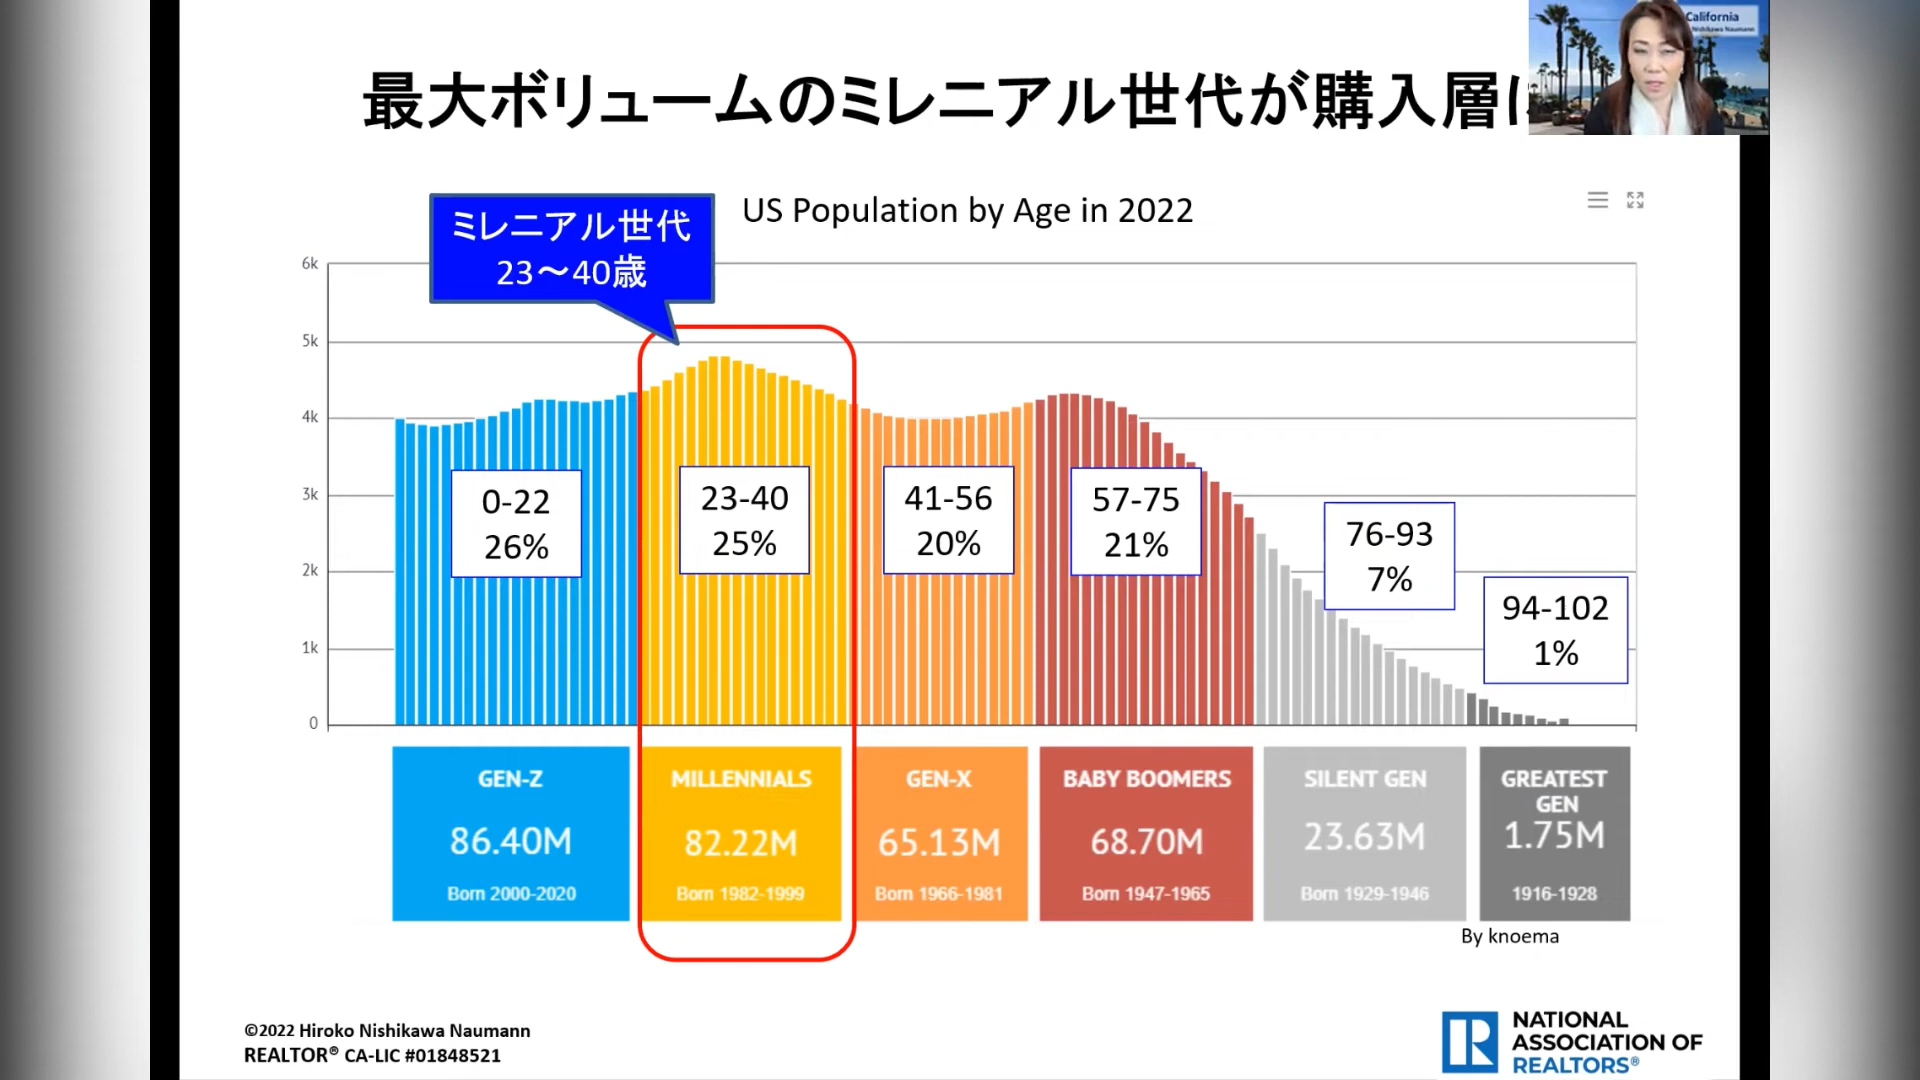 California
Nishikawa Naumann
最大ボリュームのミレニアル世代が購入層に
ミレニアル世代
23～40歳
US Population by Age in 2022
6k
5k
4k
3k
2k
1k
0
0-22
26%
23-40
25%
41-56
20%
57-75
21%
76-93
7%
94-102
1%
GEN-Z
86.40M
Born 2000-2020
MILLENNIALS
82.22M
Born 1982-1999
GEN-X
65.13M
Born 1966-1981
BABY BOOMERS
68.70M
Born 1947-1965
SILENT GEN
23.63M
Born 1929-1946
GREATEST
GEN
1.75M
1916-1928
By knoema
©2022 Hiroko Nishikawa Naumann
REALTOR® CA-LIC #01848521
NATIONAL
ASSOCIATION OF
REALTORS®